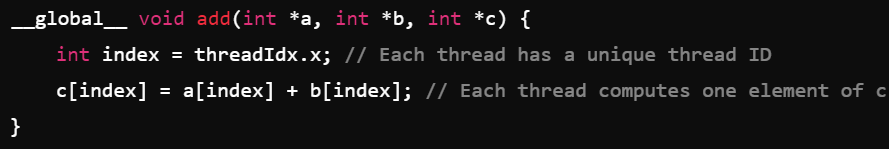 __global__ void add(int *a, int *b, int *c) {
    int index = threadIdx.x; // Each thread has a unique thread ID
    c[index] = a[index] + b[index]; // Each thread computes one element of c
}